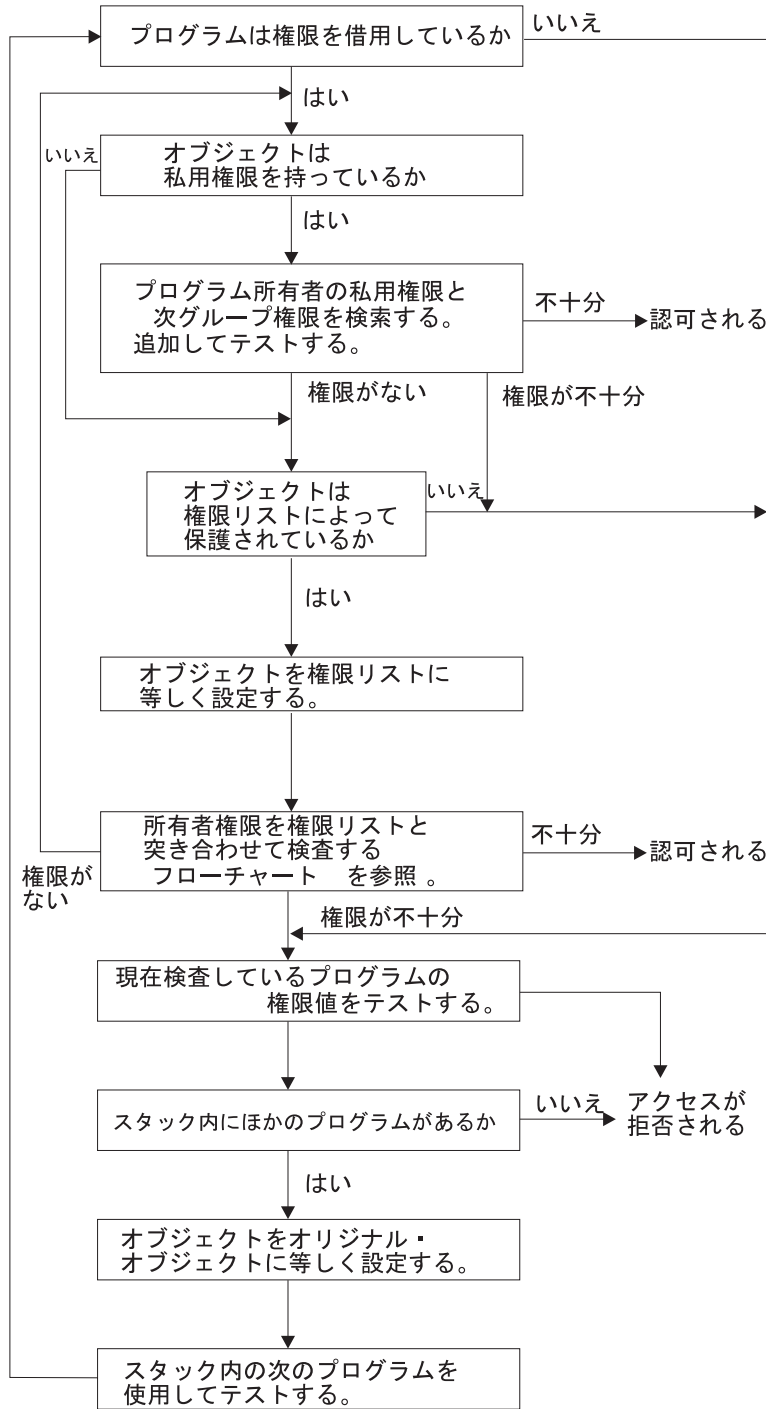 プログラムは権限を借用しているか
いいえ
はい
いいえ
オブジェクトは
私用権限を持っているか
はい
プログラム所有者の私用権限と
次グループ権限を検索する。
追加してテストする。
不十分
認可される
権限がない
権限が不十分
オブジェクトは
権限リストによって
保護されているか
いいえ
はい
オブジェクトを権限リストに
等しく設定する。
所有者権限を権限リストと
突き合わせて検査する
フローチャート を参照 。
不十分
認可される
権限が
ない
権限が不十分
現在検査しているプログラムの
権限値をテストする。
スタック内にほかのプログラムがあるか
いいえ
アクセスが
拒否される
はい
オブジェクトをオリジナル・
オブジェクトに等しく設定する。
スタック内の次のプログラムを
使用してテストする。